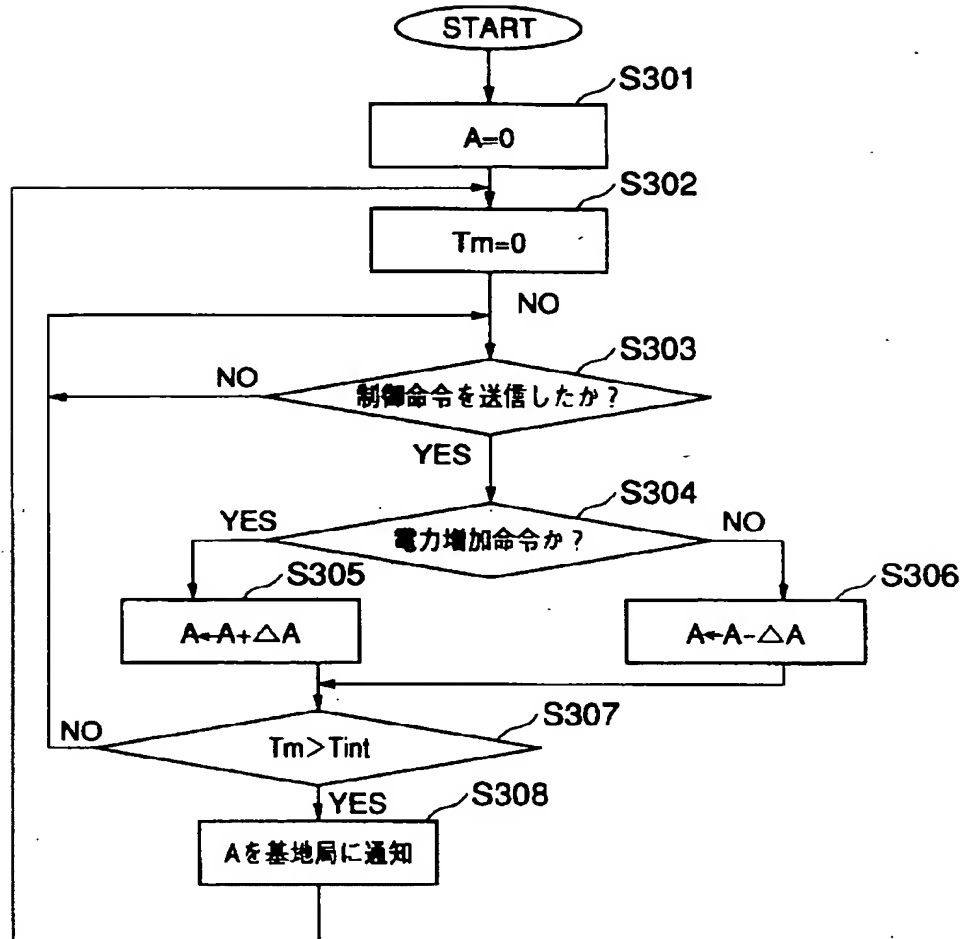 START
S301
A=0
S302
Tm=0
NO
S303
NO
制御命令を送信したか?
YES
S304
YES
電力増加命令か?
NO
S305
S306
A←A+△A
A←A-△A
S307
NO
Tm>Tint
YES
S308
Aを基地局に通知